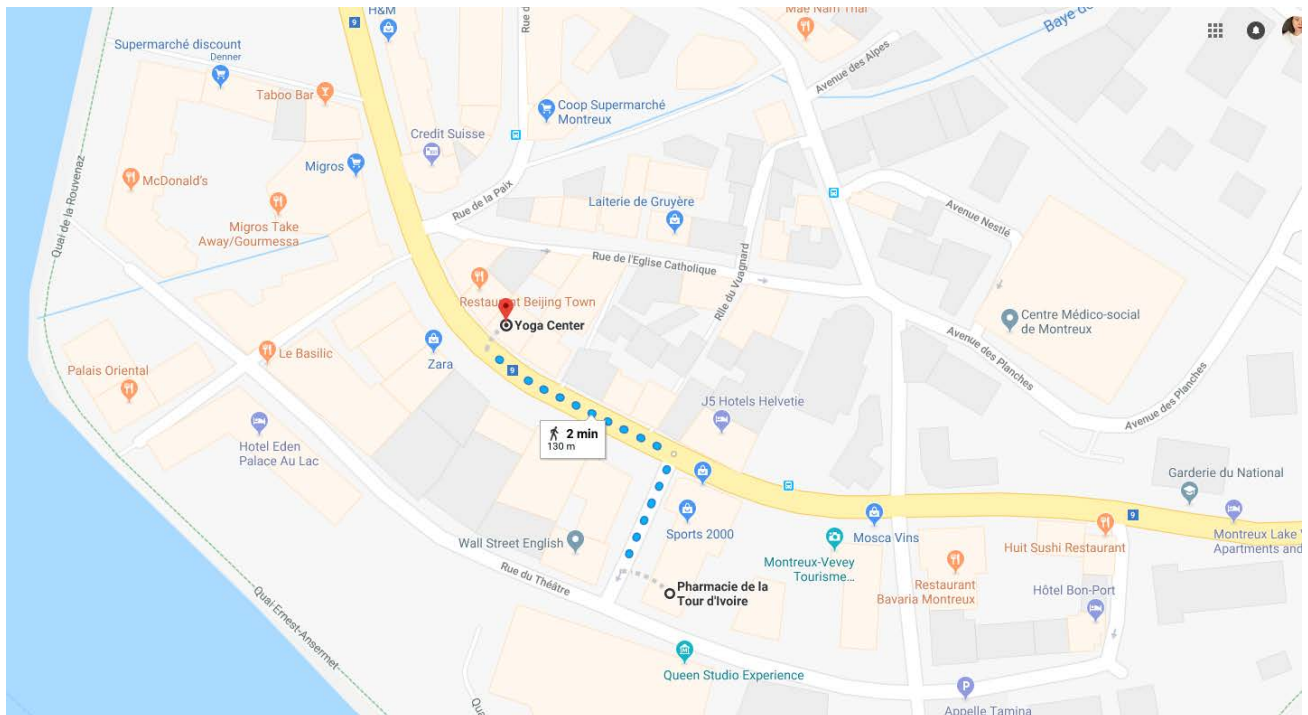 H&M
Mae Nam Thai
Rue d
Baye de
9
Supermarché discount
Denner
Avenue des Alpes
Taboo Bar
Coop Supermarché
Montreux
Credit Suisse
Migros
McDonald's
Rue de la Paix
Laiterie de Gruyère
Avenue Nestlé
Migros Take
Away/Gourmessa
Quai de la Rouvenaz
Rue de l'Eglise Catholique
Rlle du Vuagnard
Restaurant Beijing Town
Yoga Center
Centre Médico-social
de Montreux
Avenue des Planches
Le Basilic
Zara
9
Palais Oriental
J5 Hotels Helvetie
Avenue des Planches
2 min
130 m
Hotel Eden
Palace Au Lac
Garderie du National
Sports 2000
Mosca Vins
9
Montreux Lake
Apartments and
Wall Street English
Huit Sushi Restaurant
Montreux-Vevey
Tourisme...
Rue du Théâtre
Pharmacie de la
Tour d'Ivoire
Restaurant
Bavaria Montreux
Hôtel Bon-Port
Quai Ernest-Ansermet
Queen Studio Experience
Qua
P
Appelle Tamina